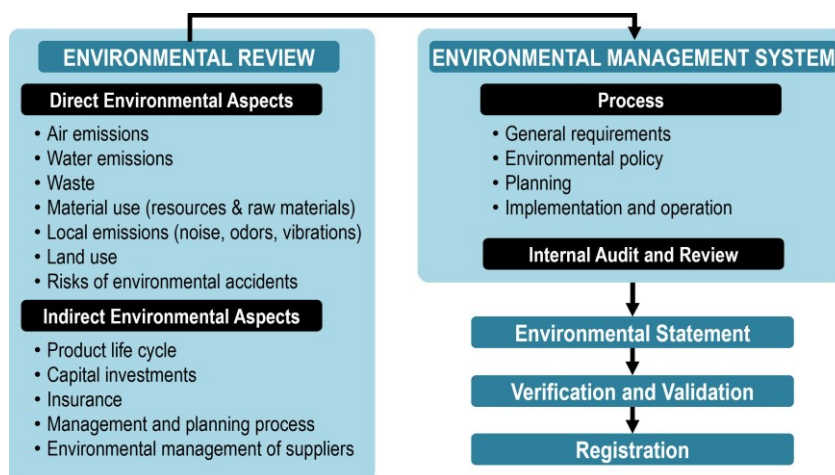 ENVIRONMENTAL REVIEW
Direct Environmental Aspects
• Air emissions
• Water emissions
• Waste
• Material use (resources & raw materials)
• Local emissions (noise, odors, vibrations)
• Land use
• Risks of environmental accidents
Indirect Environmental Aspects
• Product life cycle
• Capital investments
• Insurance
• Management and planning process
• Environmental management of suppliers
ENVIRONMENTAL MANAGEMENT SYSTEM
Process
• General requirements
• Environmental policy
• Planning
• Implementation and operation
Internal Audit and Review
Environmental Statement
Verification and Validation
Registration